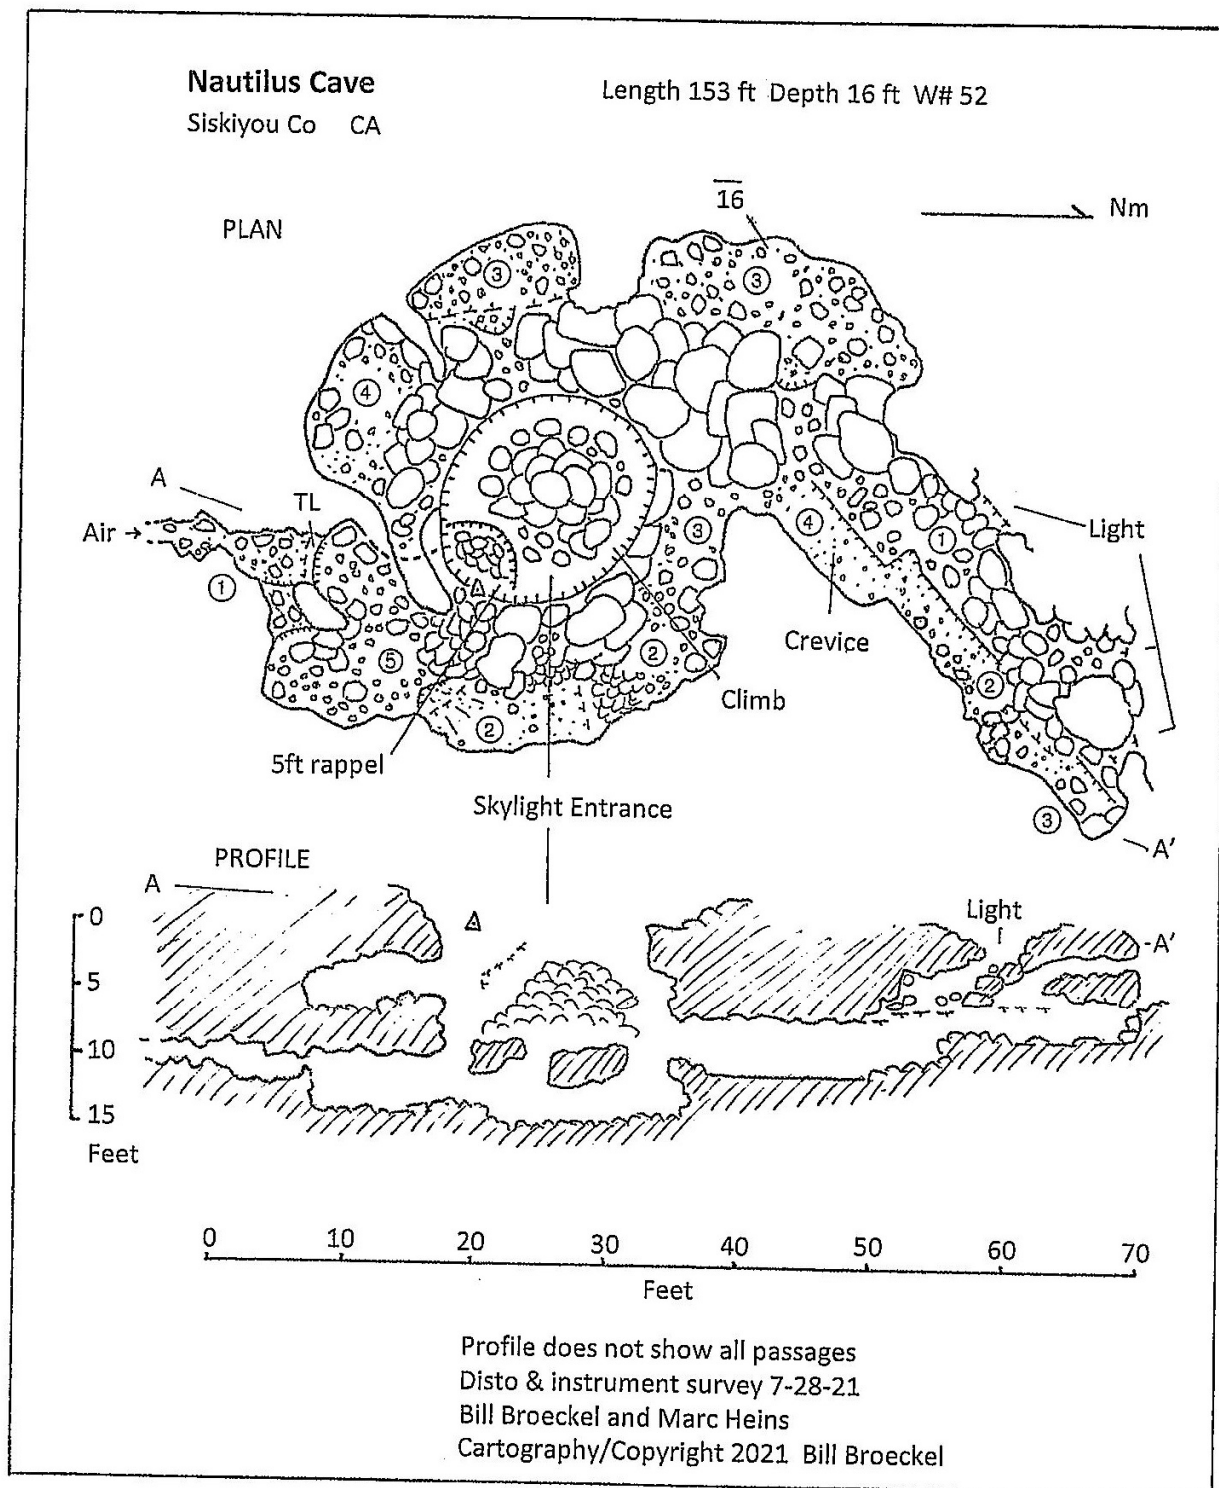 Nautilus Cave
Length 153 ft Depth 16 ft W# 52
Siskiyou Co CA
16
Nm
PLAN
3
3
4
A
TL
Air →
Light
1
3
4
1
5
2
2
2
Crevice
Climb
5ft rappel
Skylight Entrance
3
A'
PROFILE
A
Light
A'
0
5
10
15
Feet
0 10 20 30 40 50 60 70
Feet
Profile does not show all passages
Disto & instrument survey 7-28-21
Bill Broeckel and Marc Heins
Cartography/Copyright 2021 Bill Broeckel